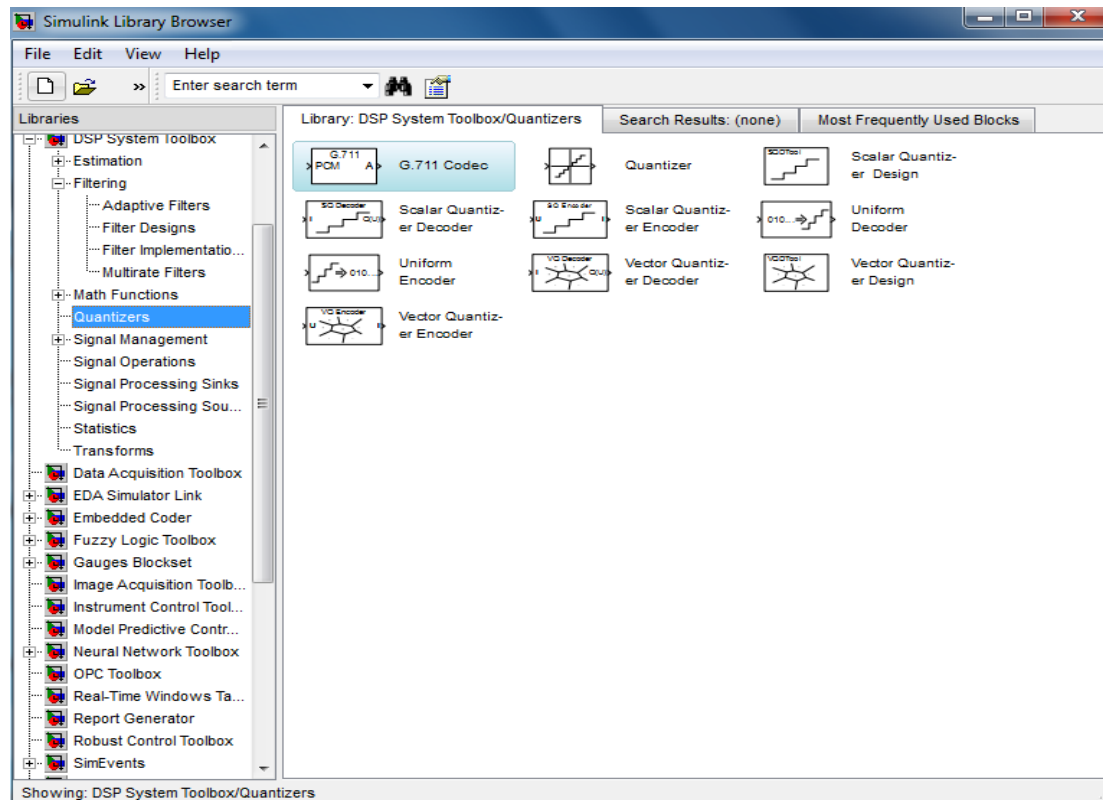 Simulink Library Browser
File Edit View Help
» Enter search term
Libraries
DSP System Toolbox
Estimation
Filtering
Adaptive Filters
Filter Designs
Filter Implementatio...
Multirate Filters
Math Functions
Quantizers
Signal Management
Signal Operations
Signal Processing Sinks
Signal Processing Sou...
Statistics
Transforms
Data Acquisition Toolbox
EDA Simulator Link
Embedded Coder
Fuzzy Logic Toolbox
Gauges Blockset
Image Acquisition Toolb...
Instrument Control Tool...
Model Predictive Contr...
Neural Network Toolbox
OPC Toolbox
Real-Time Windows Ta...
Report Generator
Robust Control Toolbox
SimEvents
Library: DSP System Toolbox/Quantizers
Search Results: (none)
Most Frequently Used Blocks
G.711
PCM A
G.711 Codec
Quantizer
SQDTool
Scalar Quantiz-
er Design
SQ Decoder
I Q(U)
Scalar Quantiz-
er Decoder
SQ Encoder
U I
Scalar Quantiz-
er Encoder
010...
Uniform
Decoder
010...
Uniform
Encoder
VQ Decoder
I Q(U)
Vector Quantiz-
er Decoder
VQDTool
Vector Quantiz-
er Design
VQ Encoder
U I
Vector Quantiz-
er Encoder
Showing: DSP System Toolbox/Quantizers